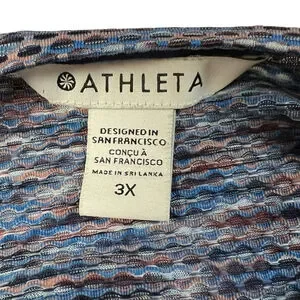 ATHLETA
DESIGNED IN
SAN FRANCISCO
CONÇU À
SAN FRANCISCO
MADE IN SRI LANKA
3X